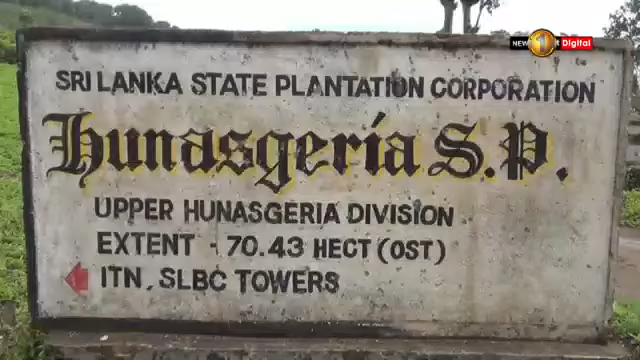 NEWS 1 Digital
SRI LANKA STATE PLANTATION CORPORATION
Hunasgeria S.P.
UPPER HUNASGERIA DIVISION
EXTENT - 70.43 HECT (OST)
ITN, SLBC TOWERS